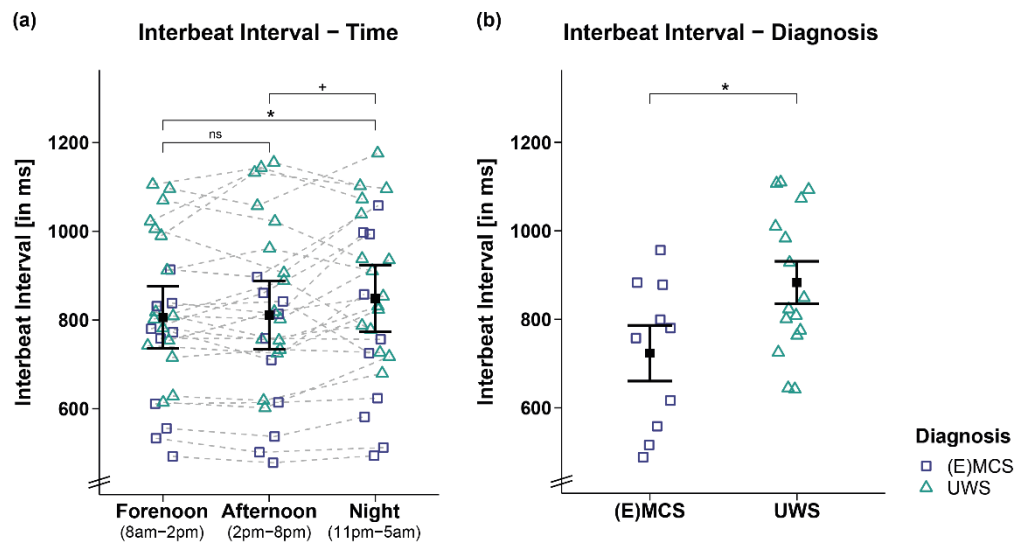 (a)
Interbeat Interval − Time
Interbeat Interval [in ms]
1200
1000
800
600
+
*
ns
Forenoon
(8am−2pm)
Afternoon
(2pm−8pm)
Night
(11pm−5am)
(b)
Interbeat Interval − Diagnosis
Interbeat Interval [in ms]
1200
1000
800
600
*
(E)MCS
UWS
Diagnosis
(E)MCS
UWS